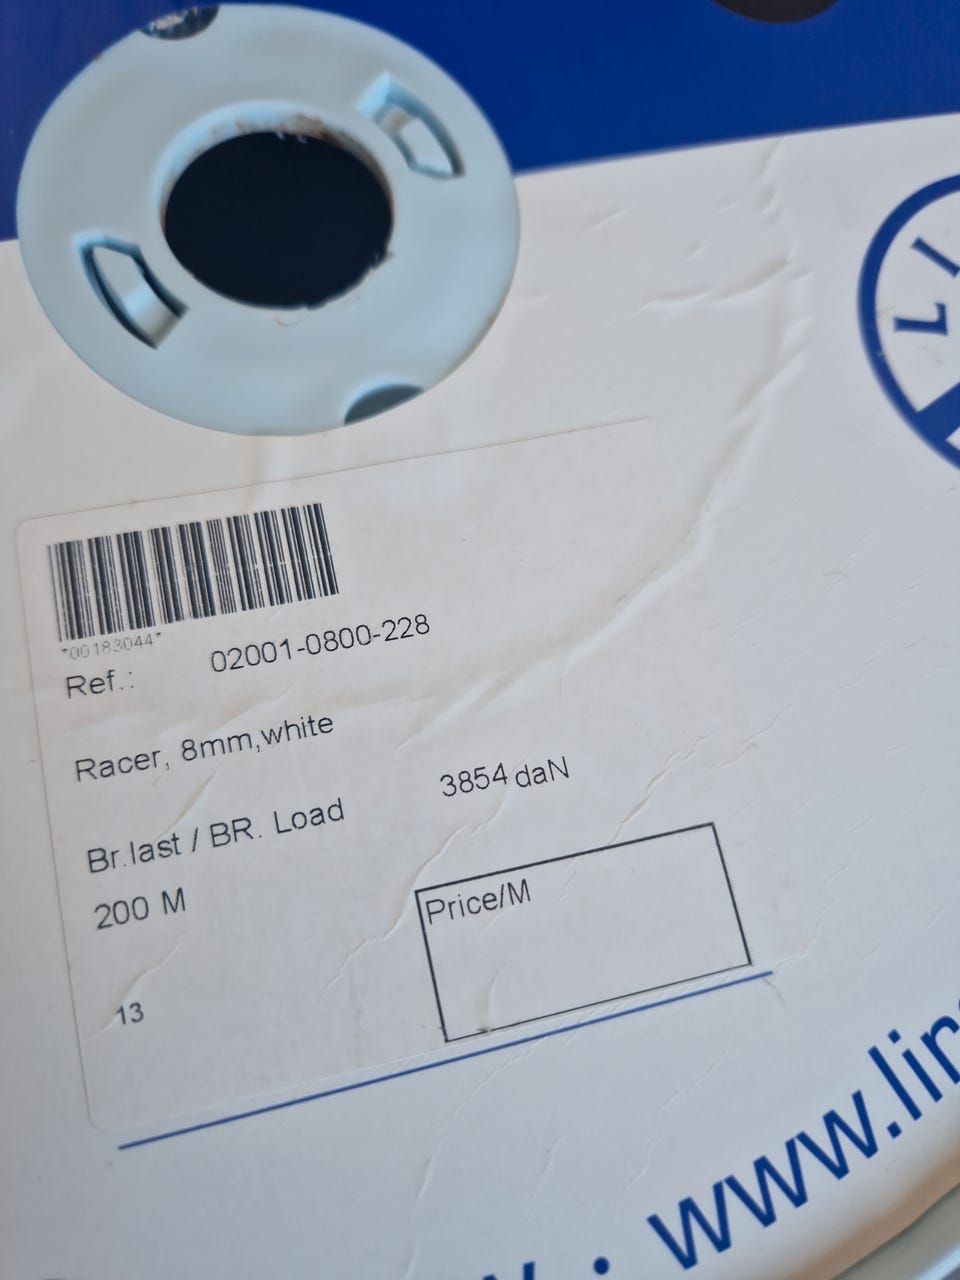 *00183044*
Ref.: 02001-0800-228
Racer, 8mm,white
Br.last / BR. Load 3854 daN
200 M
Price/M
13
LI
www.lir